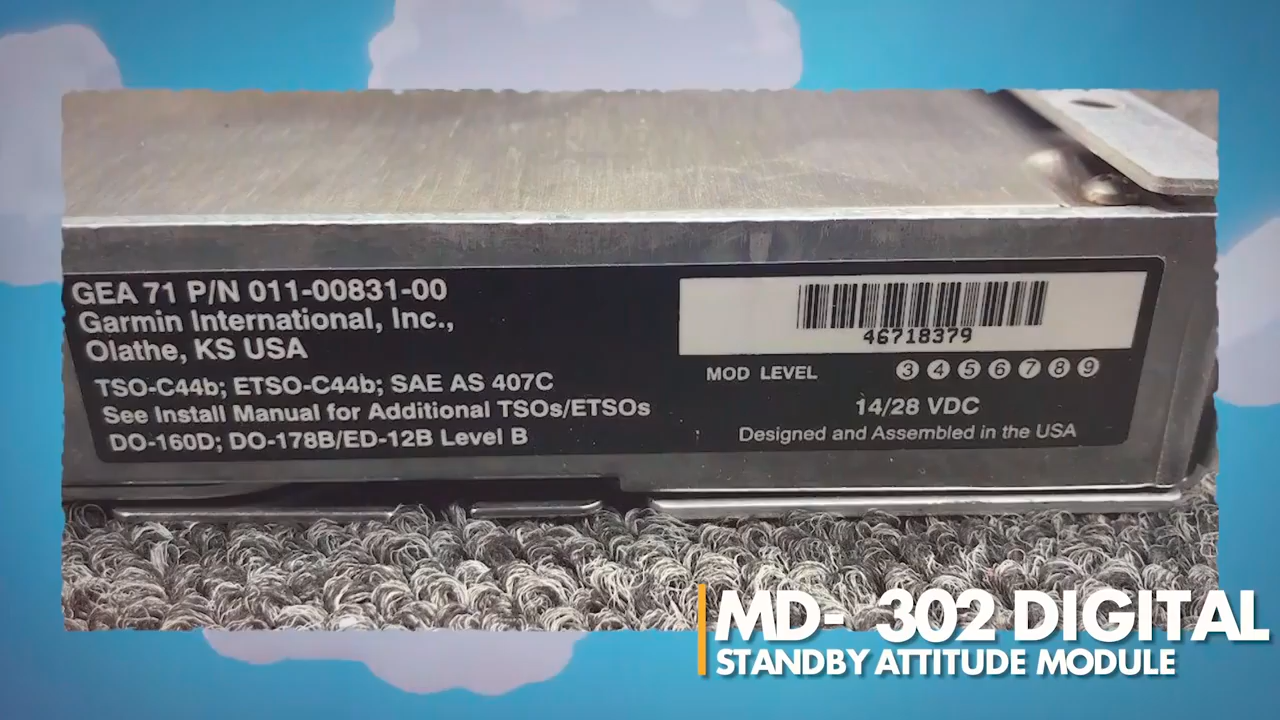 GEA 71 P/N 011-00831-00
Garmin International, Inc.,
Olathe, KS USA
TSO-C44b; ETSO-C44b; SAE AS 407C
See Install Manual for Additional TSOs/ETSOs
DO-160D; DO-178B/ED-12B Level B
46718379
MOD LEVEL 3 4 5 6 7 8 9
14/28 VDC
Designed and Assembled in the USA
MD- 302 DIGITAL
STANDBY ATTITUDE MODULE